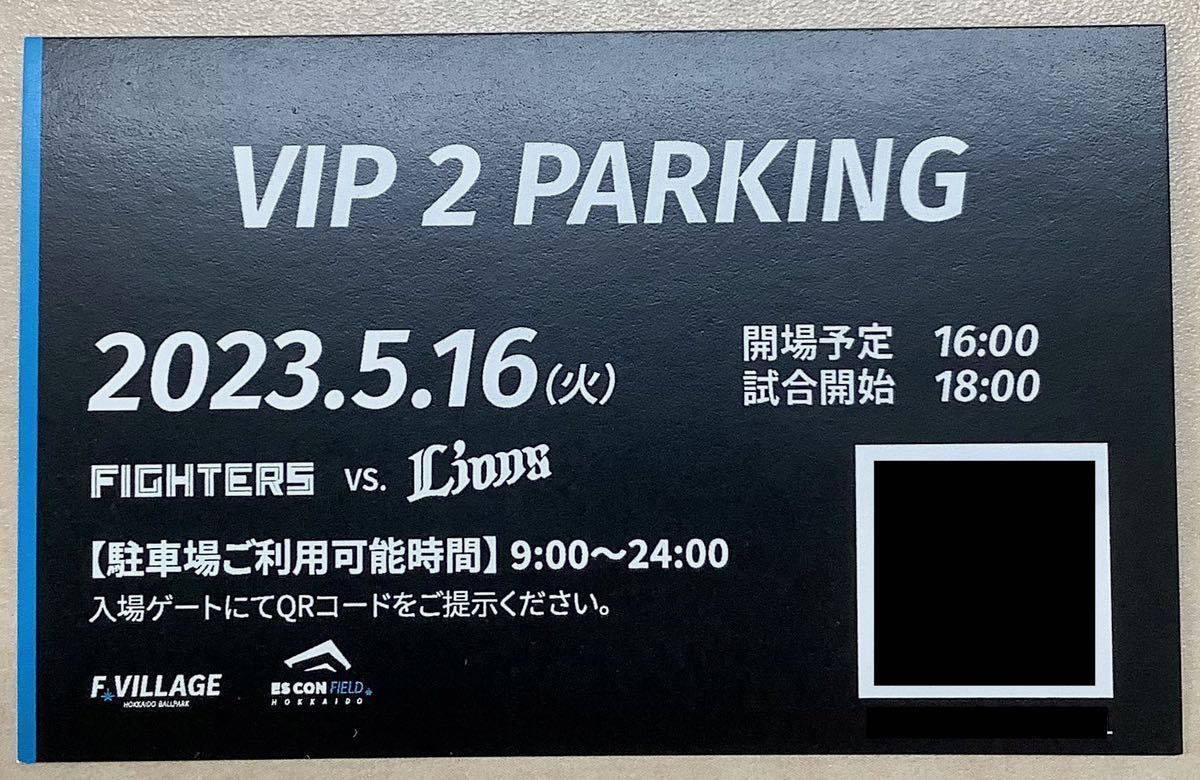 VIP 2 PARKING
2023.5.16(火)
開場予定 16:00
試合開始 18:00
FIGHTERS vs. Lions
【駐車場ご利用可能時間】9:00〜24:00
入場ゲートにてQRコードをご提示ください。
F VILLAGE
HOKKAIDO BALLPARK
ES CON FIELD
HOKKAIDO